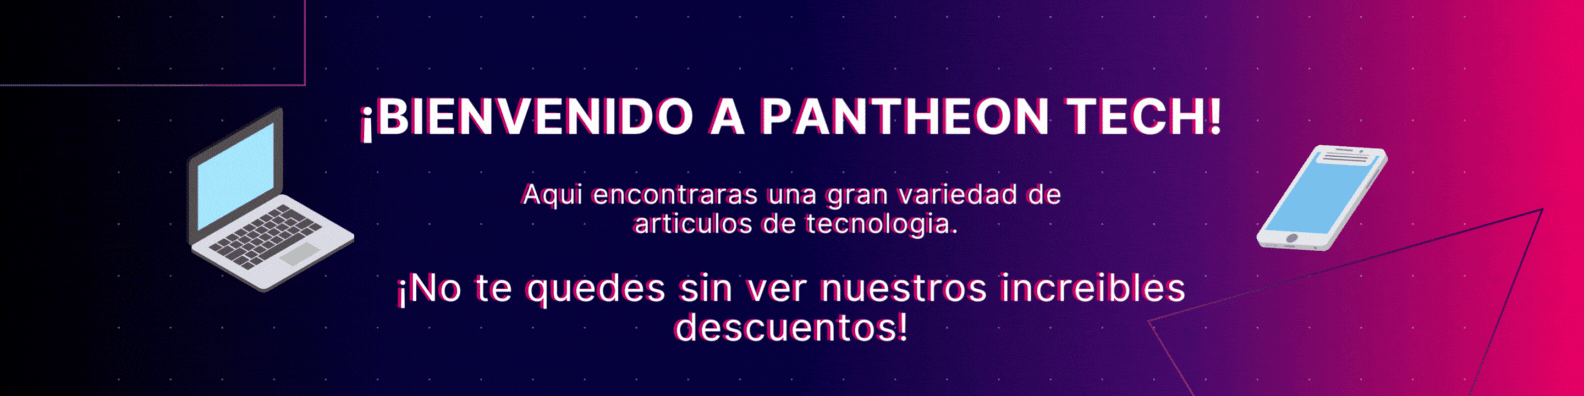 ¡BIENVENIDO A PANTHEON TECH!
Aqui encontraras una gran variedad de
articulos de tecnologia.
¡No te quedes sin ver nuestros increibles
descuentos!